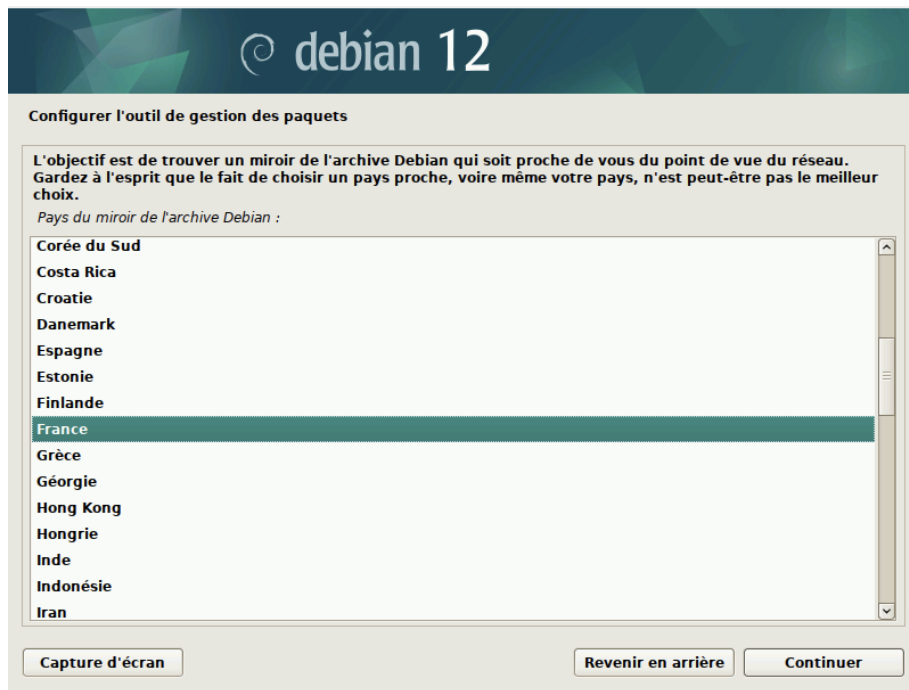 debian 12
Configurer l'outil de gestion des paquets
L'objectif est de trouver un miroir de l'archive Debian qui soit proche de vous du point de vue du réseau.
Gardez à l'esprit que le fait de choisir un pays proche, voire même votre pays, n'est peut-être pas le meilleur
choix.
Pays du miroir de l'archive Debian :
Corée du Sud
Costa Rica
Croatie
Danemark
Espagne
Estonie
Finlande
France
Grèce
Géorgie
Hong Kong
Hongrie
Inde
Indonésie
Iran
Capture d'écran
Revenir en arrière
Continuer